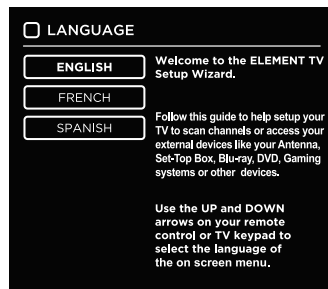 LANGUAGE
ENGLISH
FRENCH
SPANISH
Welcome to the ELEMENT TV
Setup Wizard.
Follow this guide to help setup your
TV to scan channels or access your
external devices like your Antenna,
Set-Top Box, Blu-ray, DVD, Gaming
systems or other devices.
Use the UP and DOWN
arrows on your remote
control or TV keypad to
select the language of
the on screen menu.